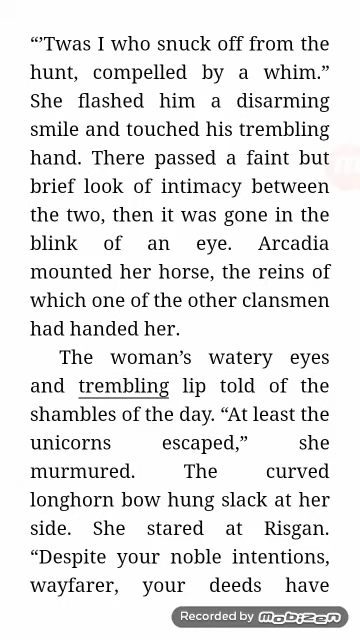 “’Twas I who snuck off from the
hunt, compelled by a whim.”
She flashed him a disarming
smile and touched his trembling
hand. There passed a faint but
brief look of intimacy between
the two, then it was gone in the
blink of an eye. Arcadia
mounted her horse, the reins of
which one of the other clansmen
had handed her.
The woman’s watery eyes
and trembling lip told of the
shambles of the day. “At least the
unicorns escaped,” she
murmured. The curved
longhorn bow hung slack at her
side. She stared at Risgan.
“Despite your noble intentions,
wayfarer, your deeds have
Recorded by mobizen